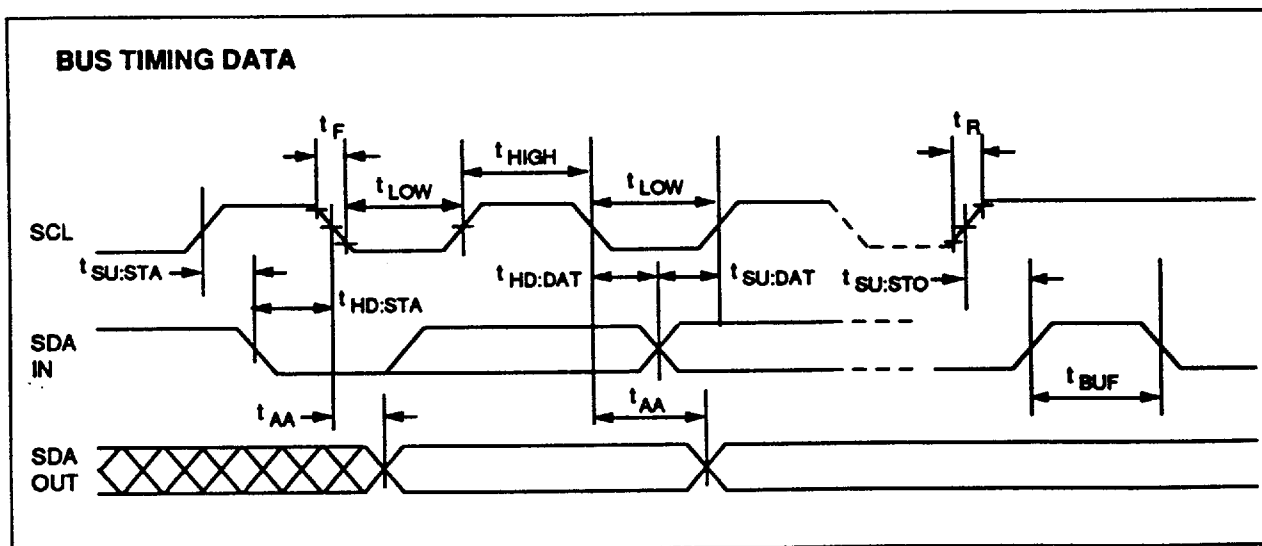 BUS TIMING DATA
tF
tR
tHIGH
tLOW
tLOW
SCL
tSU:STA
tHD:STA
tHD:DAT
tSU:DAT
tSU:STO
SDA
IN
tBUF
tAA
tAA
SDA
OUT